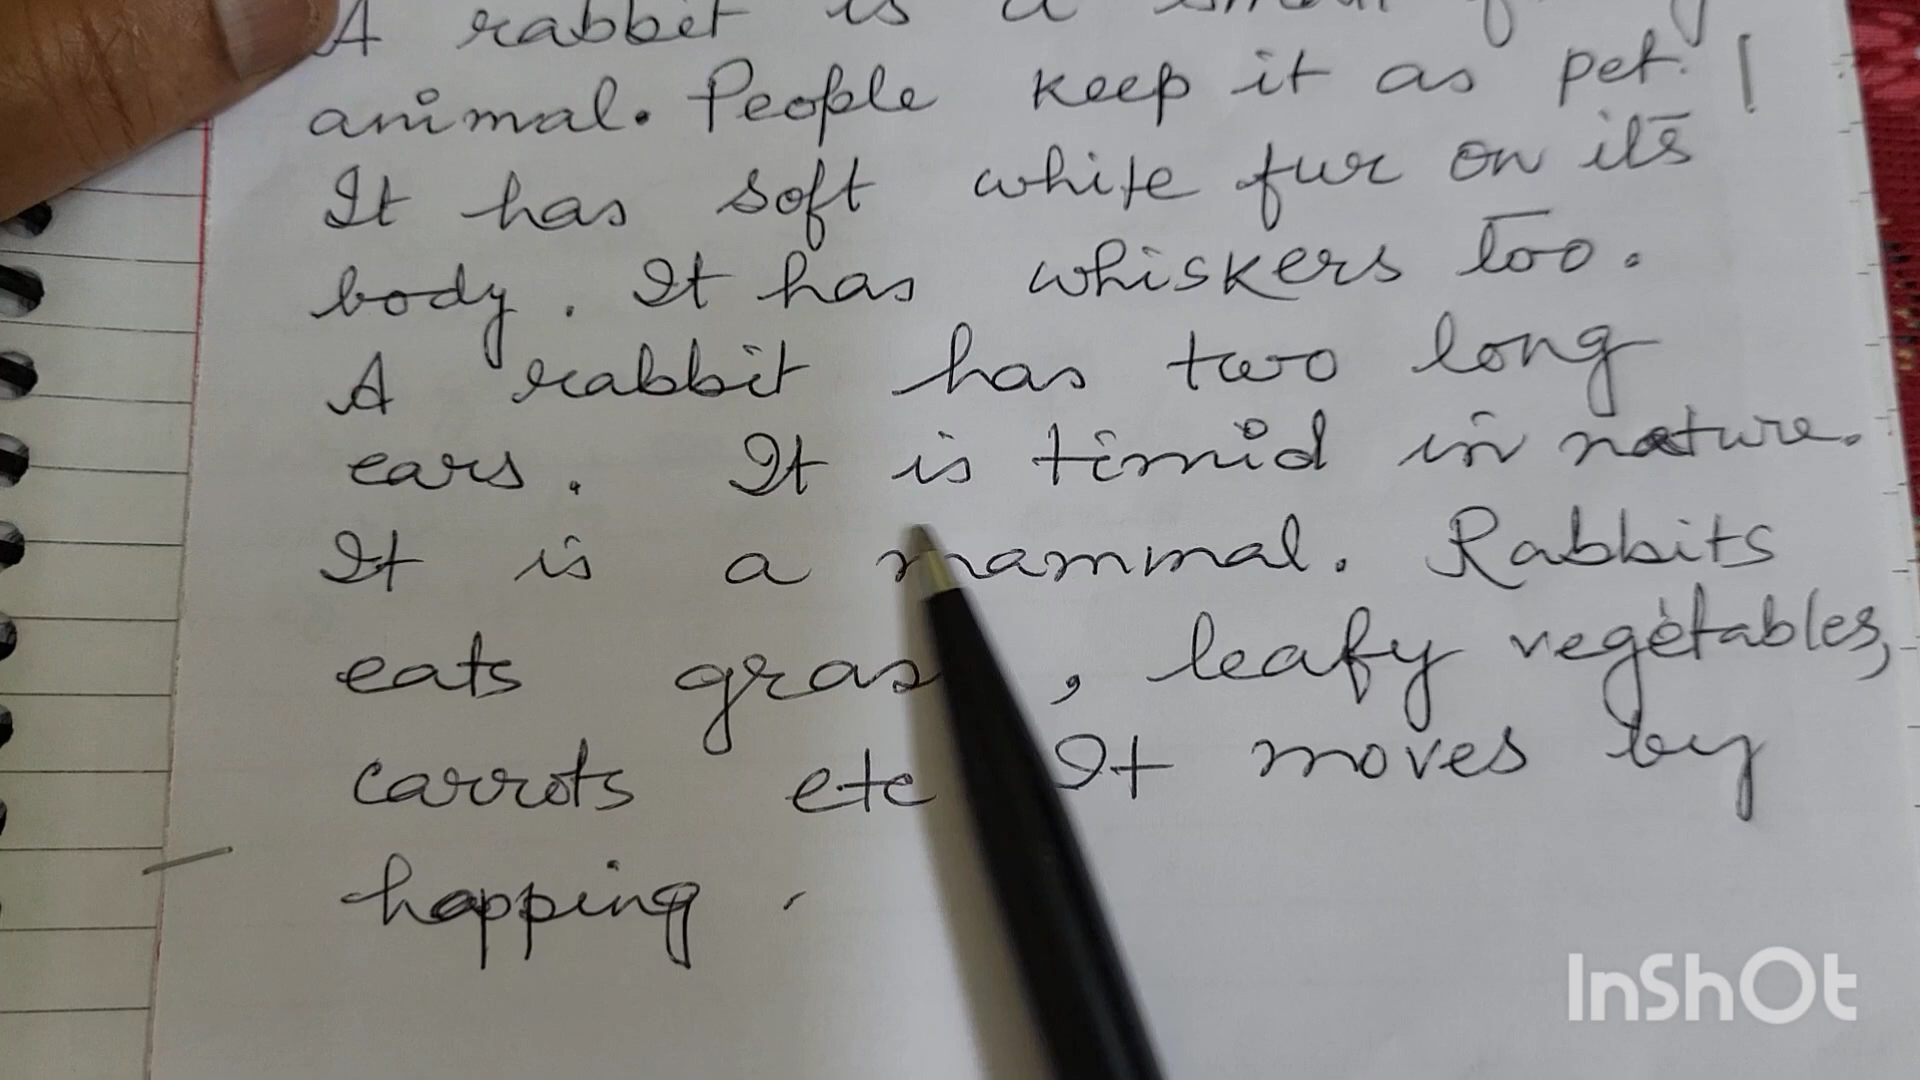 A rabbit is a small
animal. People keep it as pet. |
It has soft white fur on its
body. It has whiskers too.
A rabbit has two long
ears. It is timid in nature.
It is a mammal. Rabbits
eats gras , leafy vegetables,
carrots etc It moves by
hopping .
InShOt